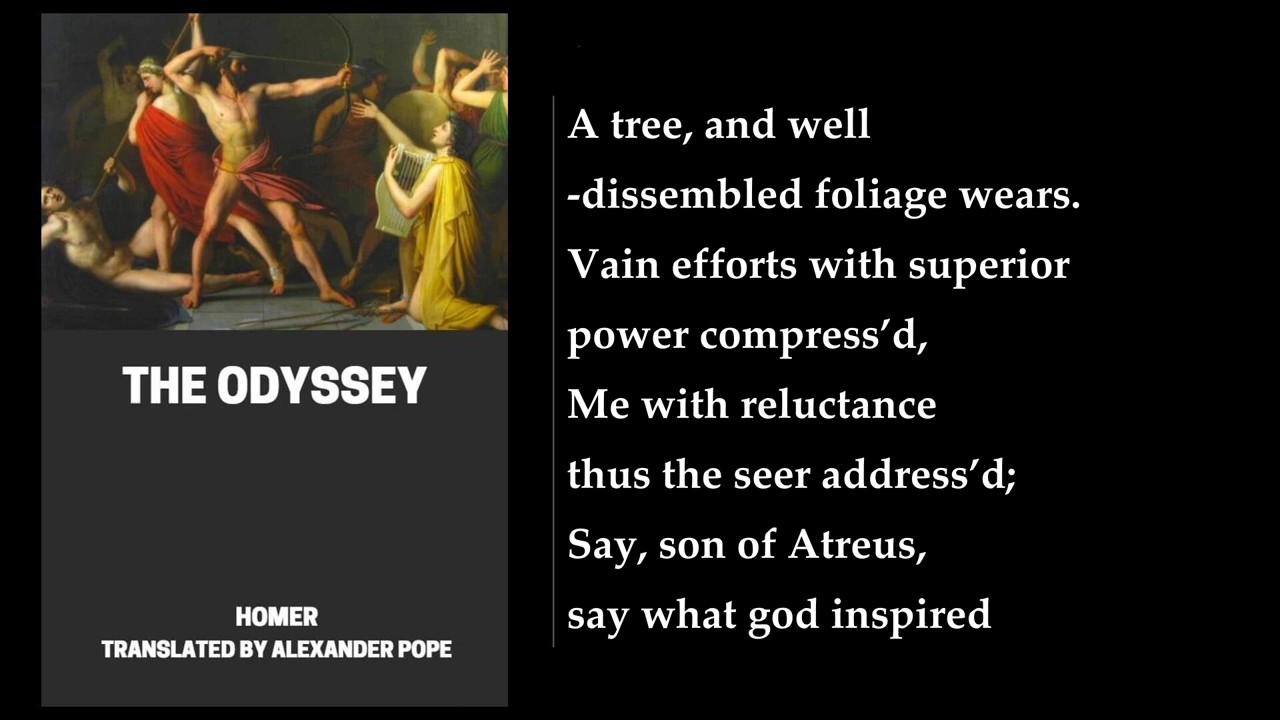 THE ODYSSEY
HOMER
TRANSLATED BY ALEXANDER POPE
A tree, and well
-dissembled foliage wears.
Vain efforts with superior
power compress’d,
Me with reluctance
thus the seer address’d;
Say, son of Atreus,
say what god inspired